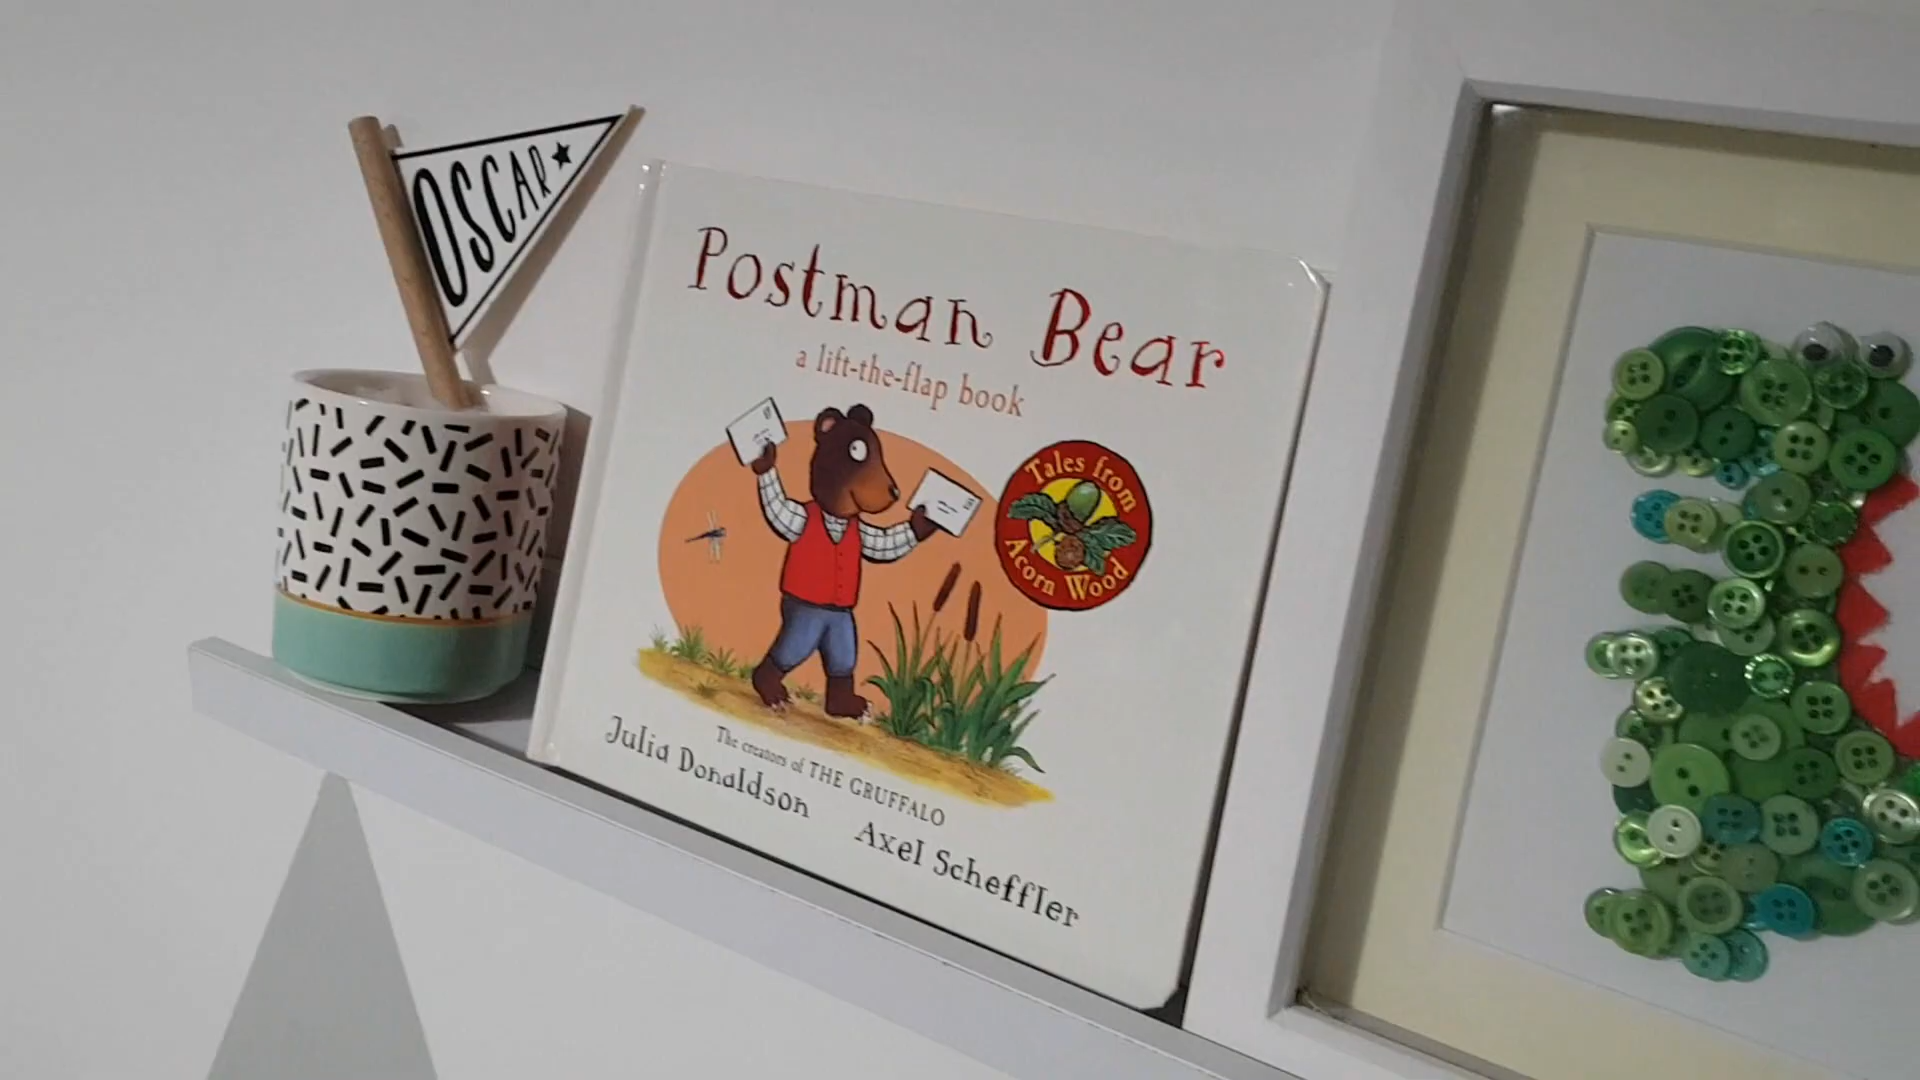 OSCAR
Postman Bear
a lift-the-flap book
Tales from
Acorn Wood
The creators of THE GRUFFALO
Julia Donaldson
Axel Scheffler